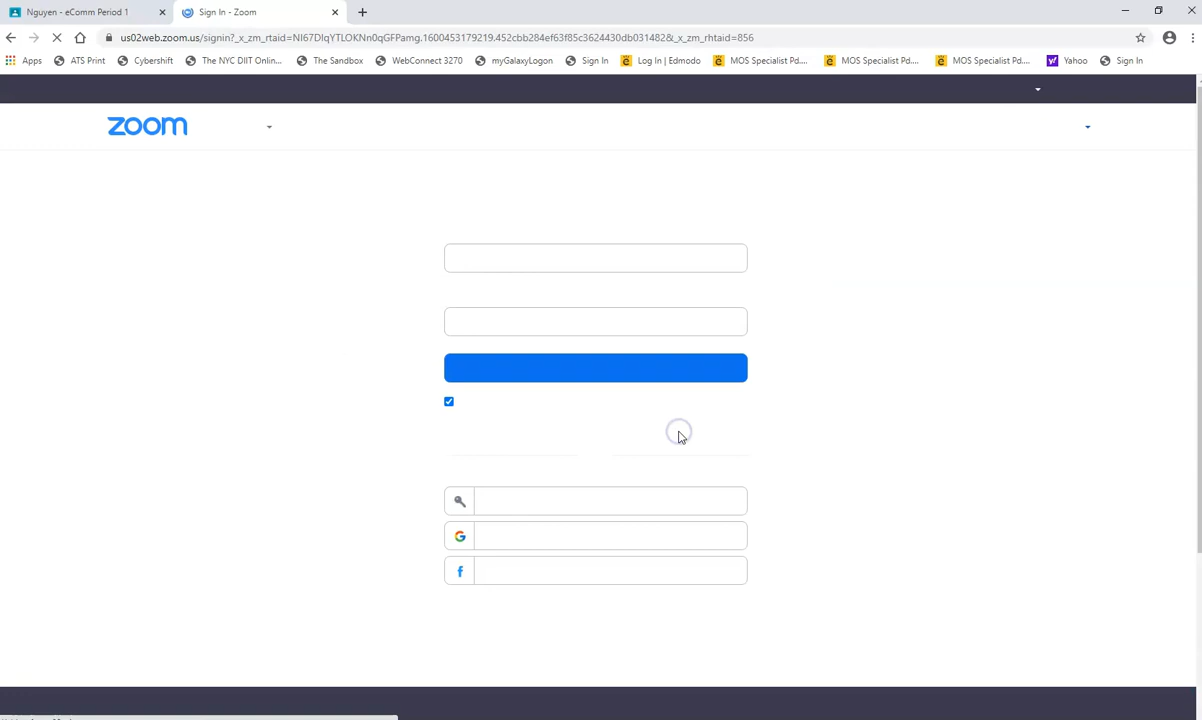 Nguyen - eComm Period 1
Sign In - Zoom
us02web.zoom.us/signin?_x_zm_rtaid=NI67DIqYTLOKNn0qGFPamg.1600453179219.452cbb284ef63f85c3624430db031482&_x_zm_rhtaid=856
Apps ATS Print Cybershift The NYC DIIT Onlin... The Sandbox WebConnect 3270 myGalaxyLogon Sign In Log In | Edmodo MOS Specialist Pd.... MOS Specialist Pd.... MOS Specialist Pd.... Yahoo Sign In
zoom